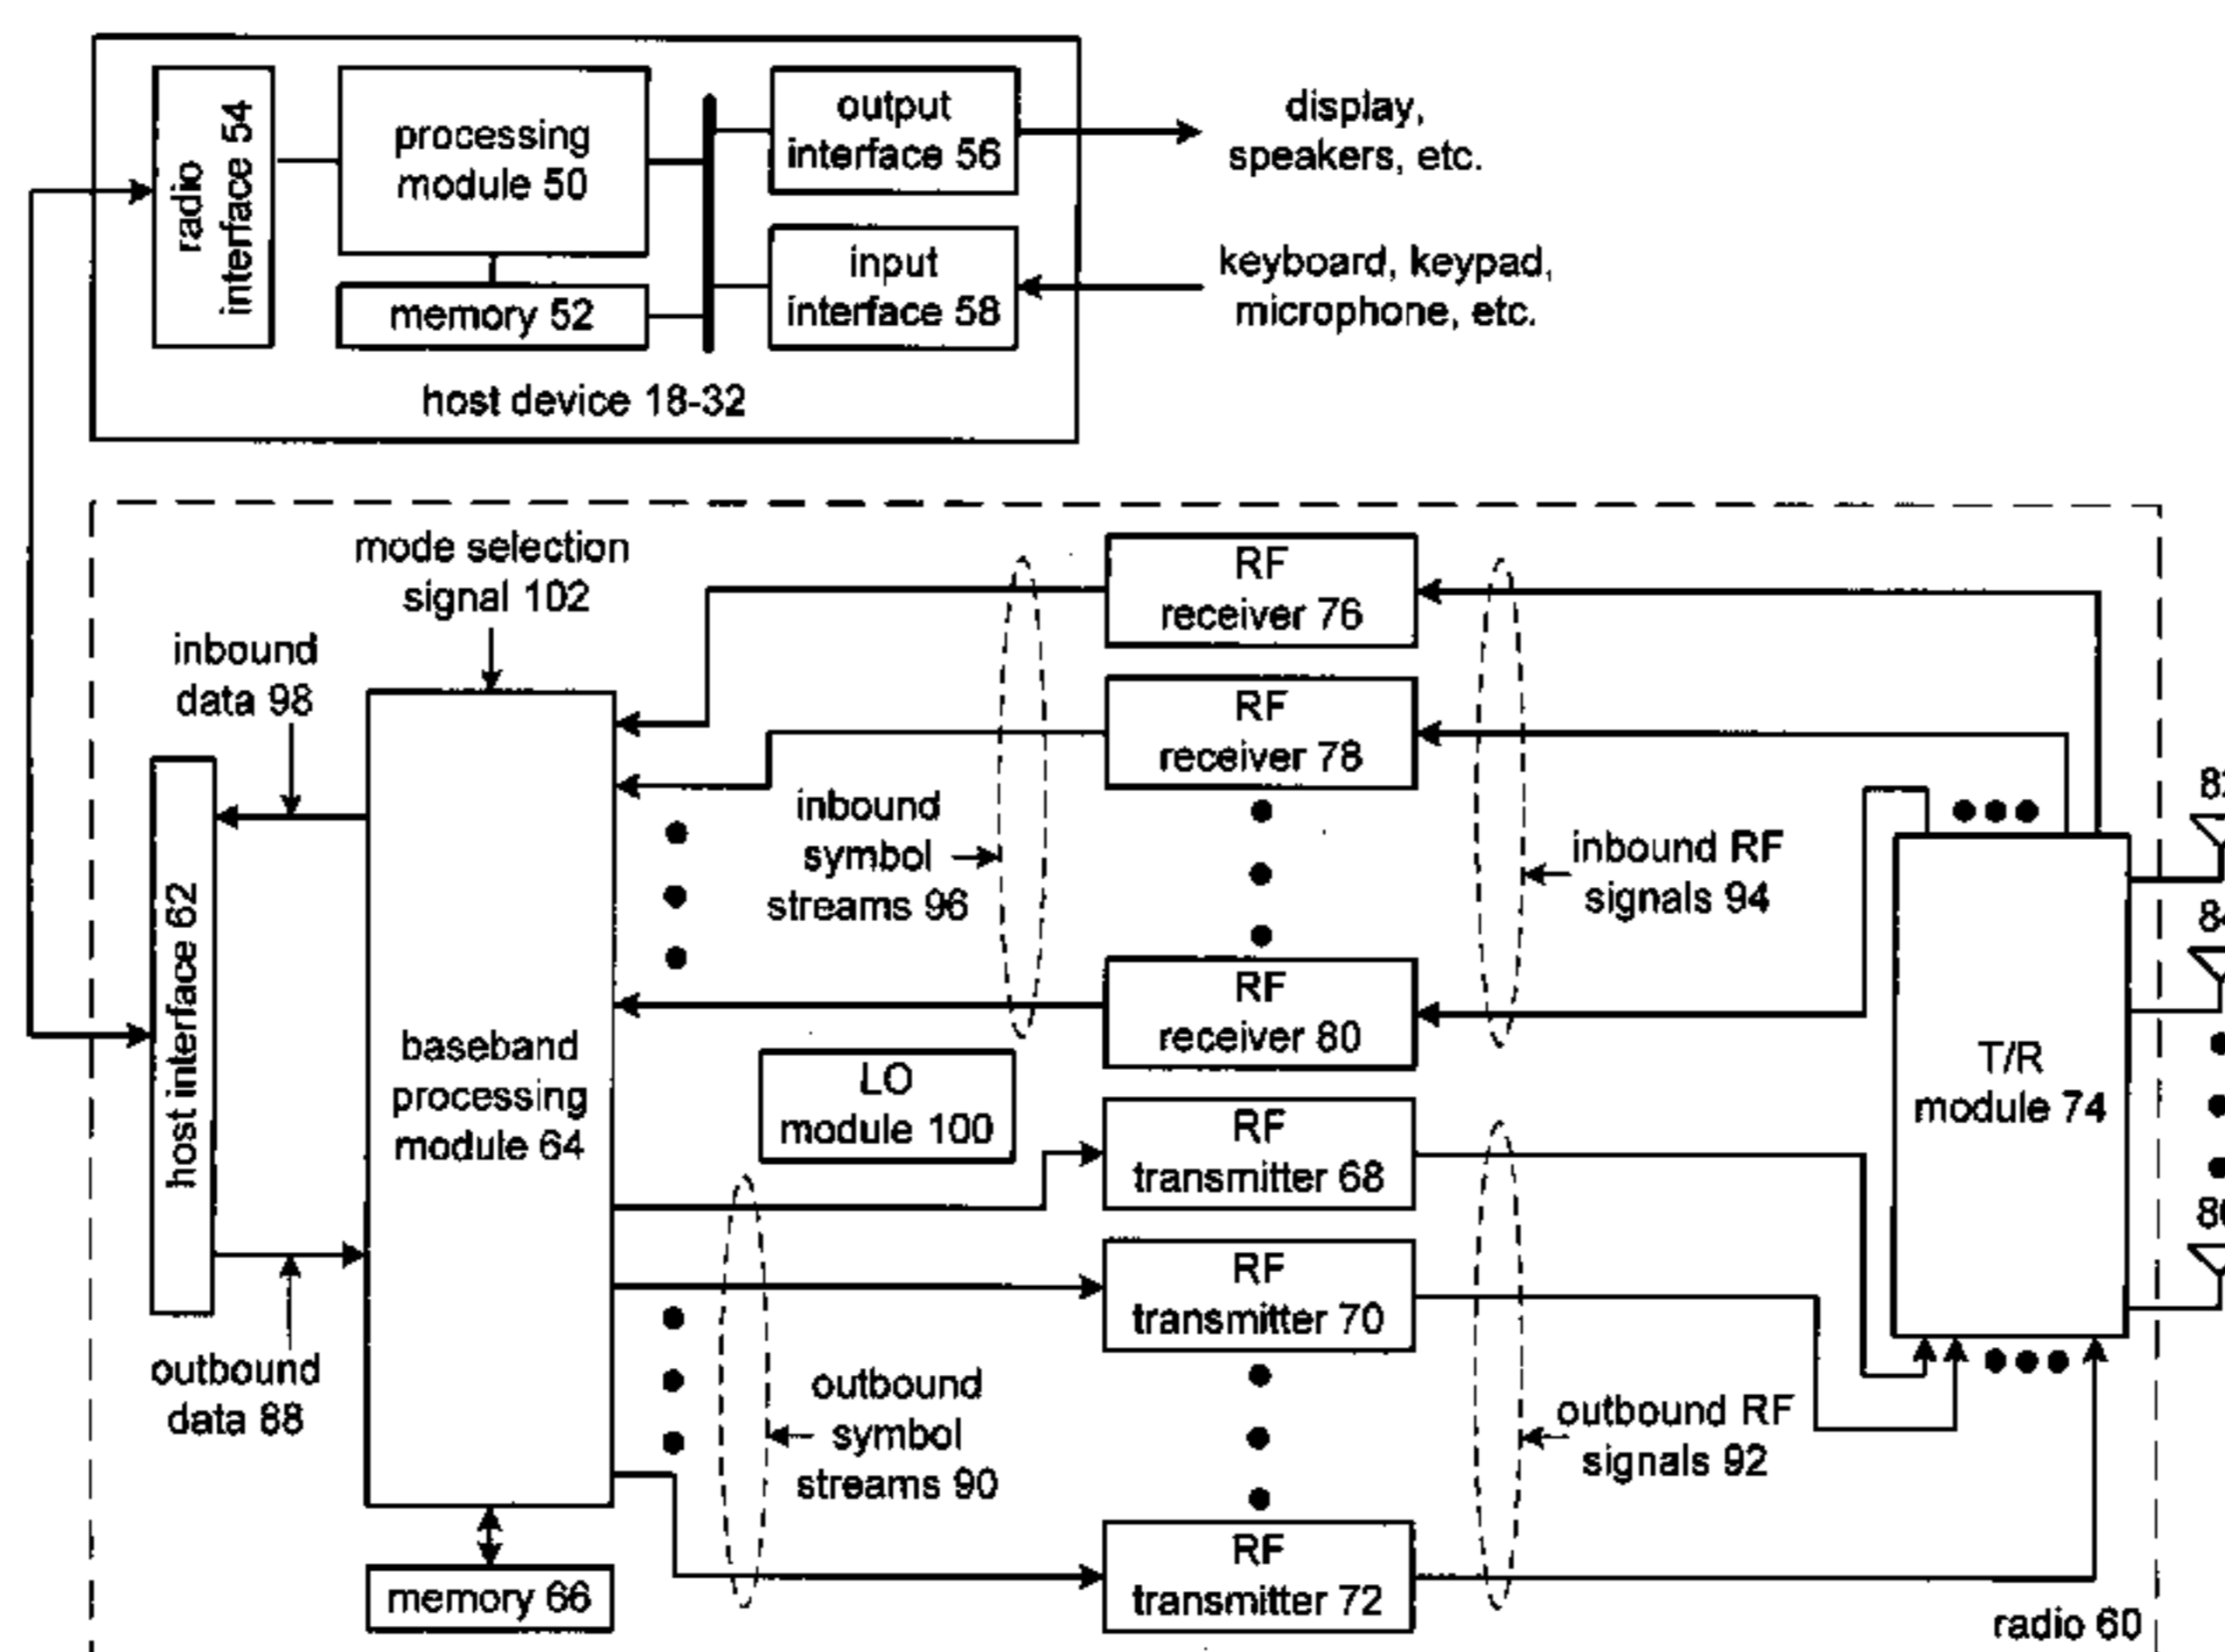 radio
interface 54
processing
module 50
memory 52
output
interface 56
input
interface 58
display,
speakers, etc.
keyboard, keypad,
microphone, etc.
host device 18-32
mode selection
signal 102
inbound
data 98
host interface 62
outbound
data 88
baseband
processing
module 64
memory 66
inbound
symbol
streams 96
LO
module 100
outbound
symbol
streams 90
RF
receiver 76
RF
receiver 78
RF
receiver 80
RF
transmitter 68
RF
transmitter 70
RF
transmitter 72
inbound RF
signals 94
outbound RF
signals 92
T/R
module 74
radio 60